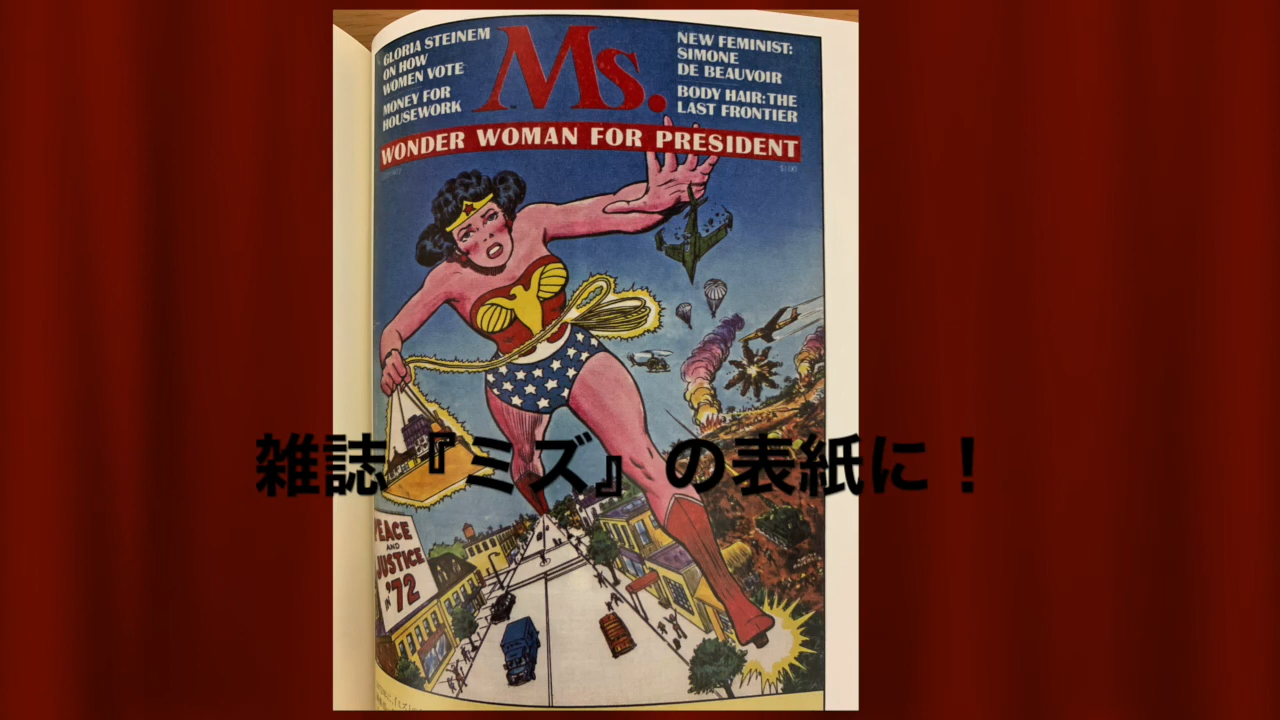 GLORIA STEINEM
ON HOW
WOMEN VOTE
MONEY FOR
HOUSEWORK
Ms.
NEW FEMINIST:
SIMONE
DE BEAUVOIR
BODY HAIR: THE
LAST FRONTIER
WONDER WOMAN FOR PRESIDENT
雑誌『ミズ』の表紙に！
PEACE
AND
JUSTICE
IN '72